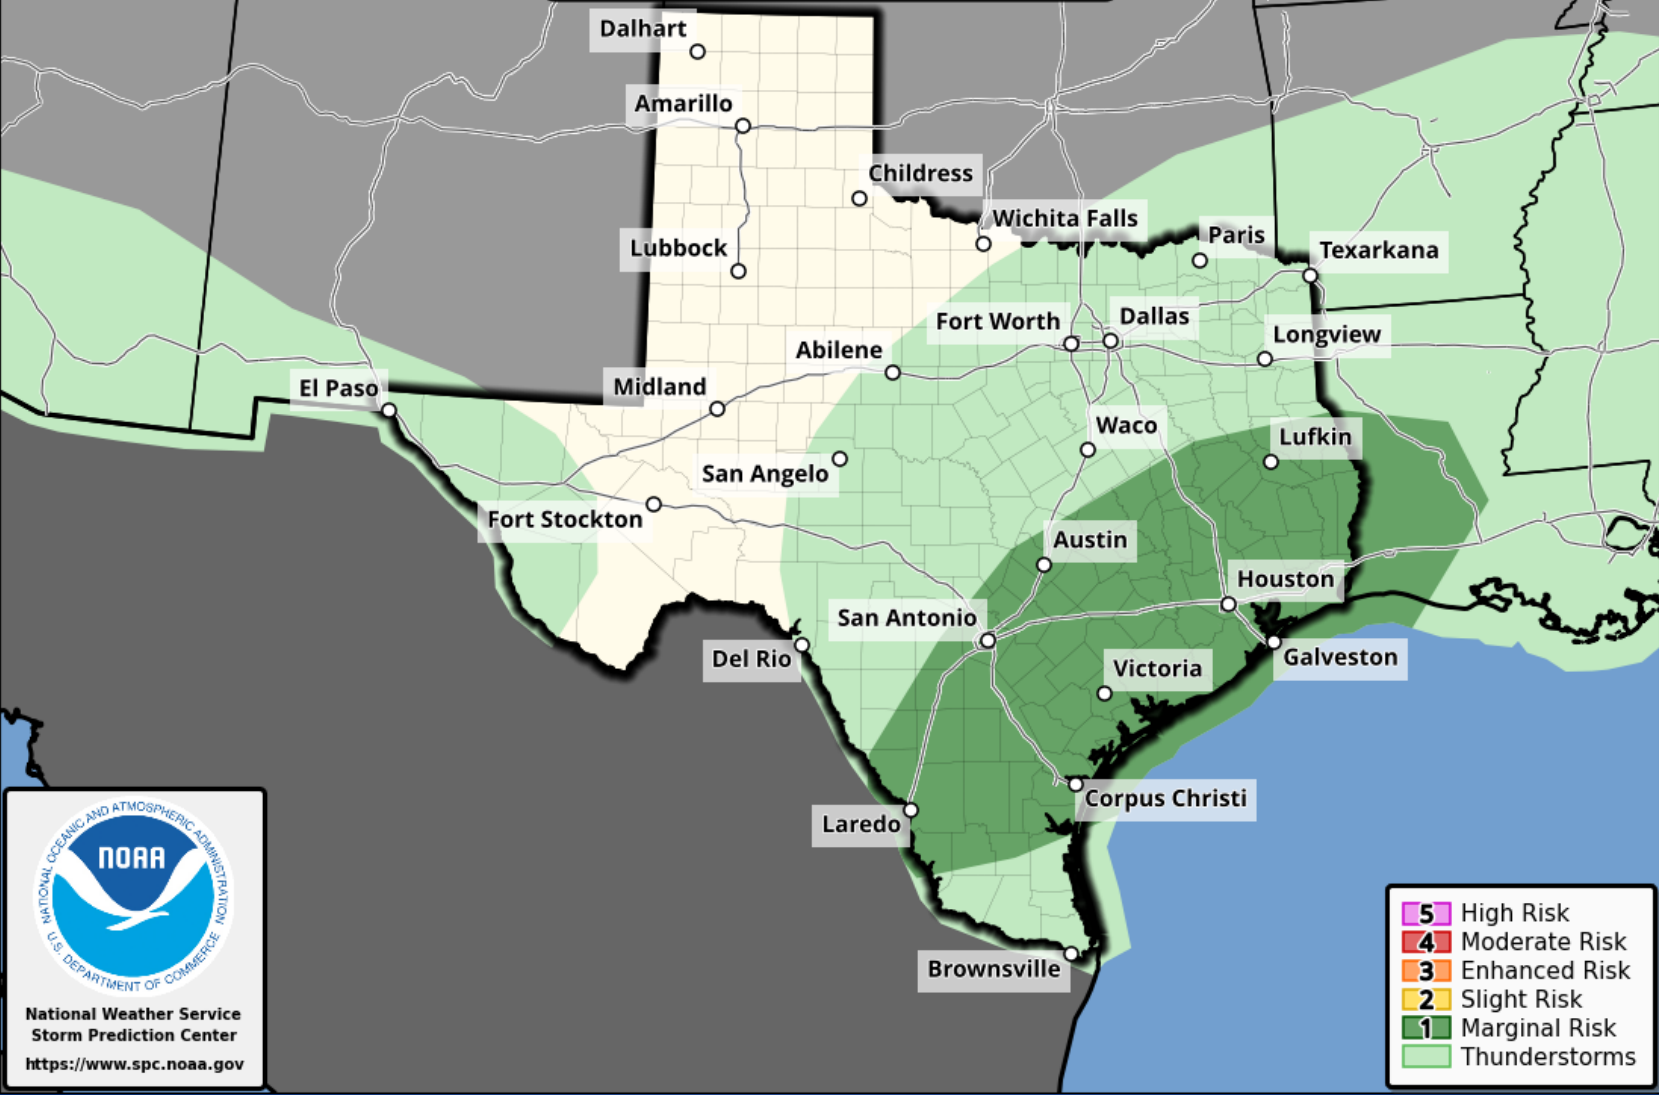 Dalhart
Amarillo
Childress
Wichita Falls
Paris
Texarkana
Lubbock
Fort Worth
Dallas
Longview
Abilene
El Paso
Midland
Waco
Lufkin
San Angelo
Fort Stockton
Austin
Houston
San Antonio
Del Rio
Victoria
Galveston
Corpus Christi
Laredo
Brownsville
NATIONAL OCEANIC AND ATMOSPHERIC ADMINISTRATION
NOAA
U.S. DEPARTMENT OF COMMERCE
National Weather Service
Storm Prediction Center
https://www.spc.noaa.gov
5 High Risk
4 Moderate Risk
3 Enhanced Risk
2 Slight Risk
1 Marginal Risk
Thunderstorms